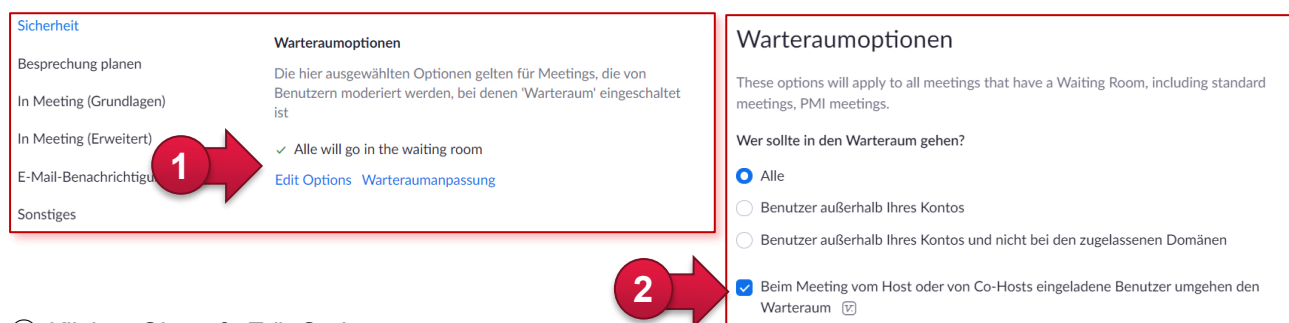 Sicherheit
Besprechung planen
In Meeting (Grundlagen)
In Meeting (Erweitert)
E-Mail-Benachrichtigu
Sonstiges
Warteraumoptionen
Die hier ausgewählten Optionen gelten für Meetings, die von
Benutzern moderiert werden, bei denen 'Warteraum' eingeschaltet
ist
✓ Alle will go in the waiting room
Edit Options Warteraumanpassung
1
Warteraumoptionen
These options will apply to all meetings that have a Waiting Room, including standard
meetings, PMI meetings.
Wer sollte in den Warteraum gehen?
Alle
Benutzer außerhalb Ihres Kontos
Benutzer außerhalb Ihres Kontos und nicht bei den zugelassenen Domänen
2
Beim Meeting vom Host oder von Co-Hosts eingeladene Benutzer umgehen den
Warteraum